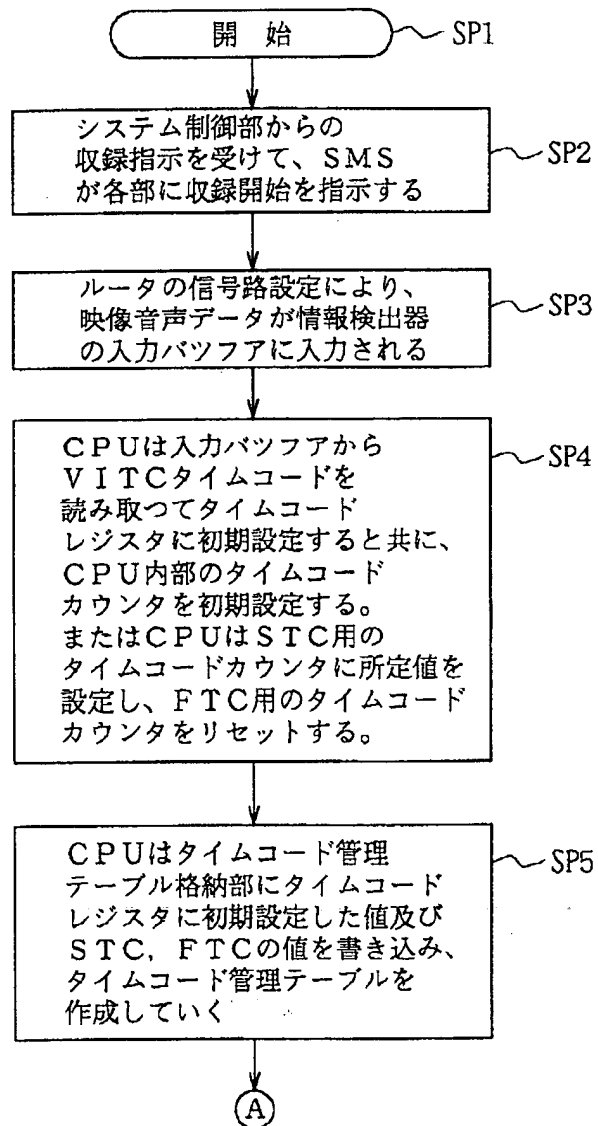 開 始
SP1
システム制御部からの
収録指示を受けて、SMS
が各部に収録開始を指示する
SP2
ルータの信号路設定により、
映像音声データが情報検出器
の入力バツフアに入力される
SP3
CPUは入力バツフアから
VITCタイムコードを
読み取つてタイムコード
レジスタに初期設定すると共に、
CPU内部のタイムコード
カウンタを初期設定する。
またはCPUはSTC用の
タイムコードカウンタに所定値を
設定し、FTC用のタイムコード
カウンタをリセットする。
SP4
CPUはタイムコード管理
テーブル格納部にタイムコード
レジスタに初期設定した値及び
STC,FTCの値を書き込み、
タイムコード管理テーブルを
作成していく
SP5
A